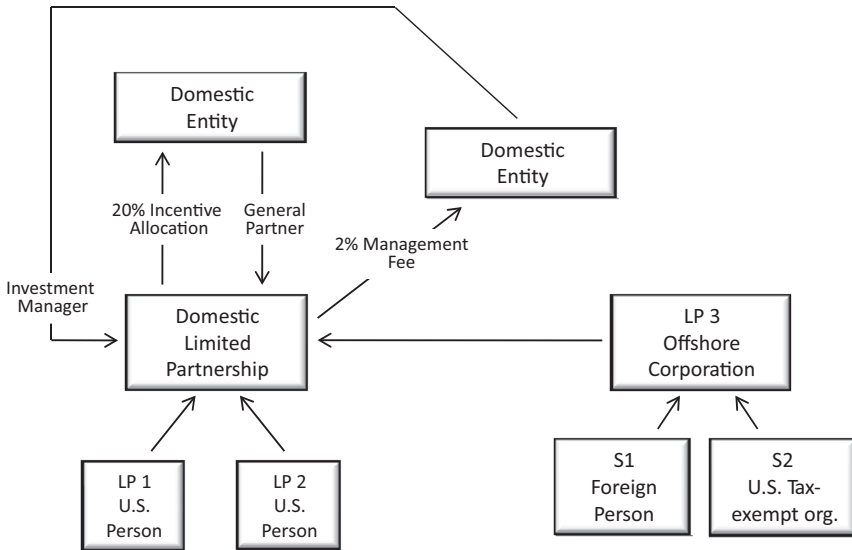 Domestic
Entity
Domestic
Entity
20% Incentive
Allocation
General
Partner
2% Management
Fee
Investment
Manager
Domestic
Limited
Partnership
LP 3
Offshore
Corporation
LP 1
U.S.
Person
LP 2
U.S.
Person
S1
Foreign
Person
S2
U.S. Tax-
exempt org.